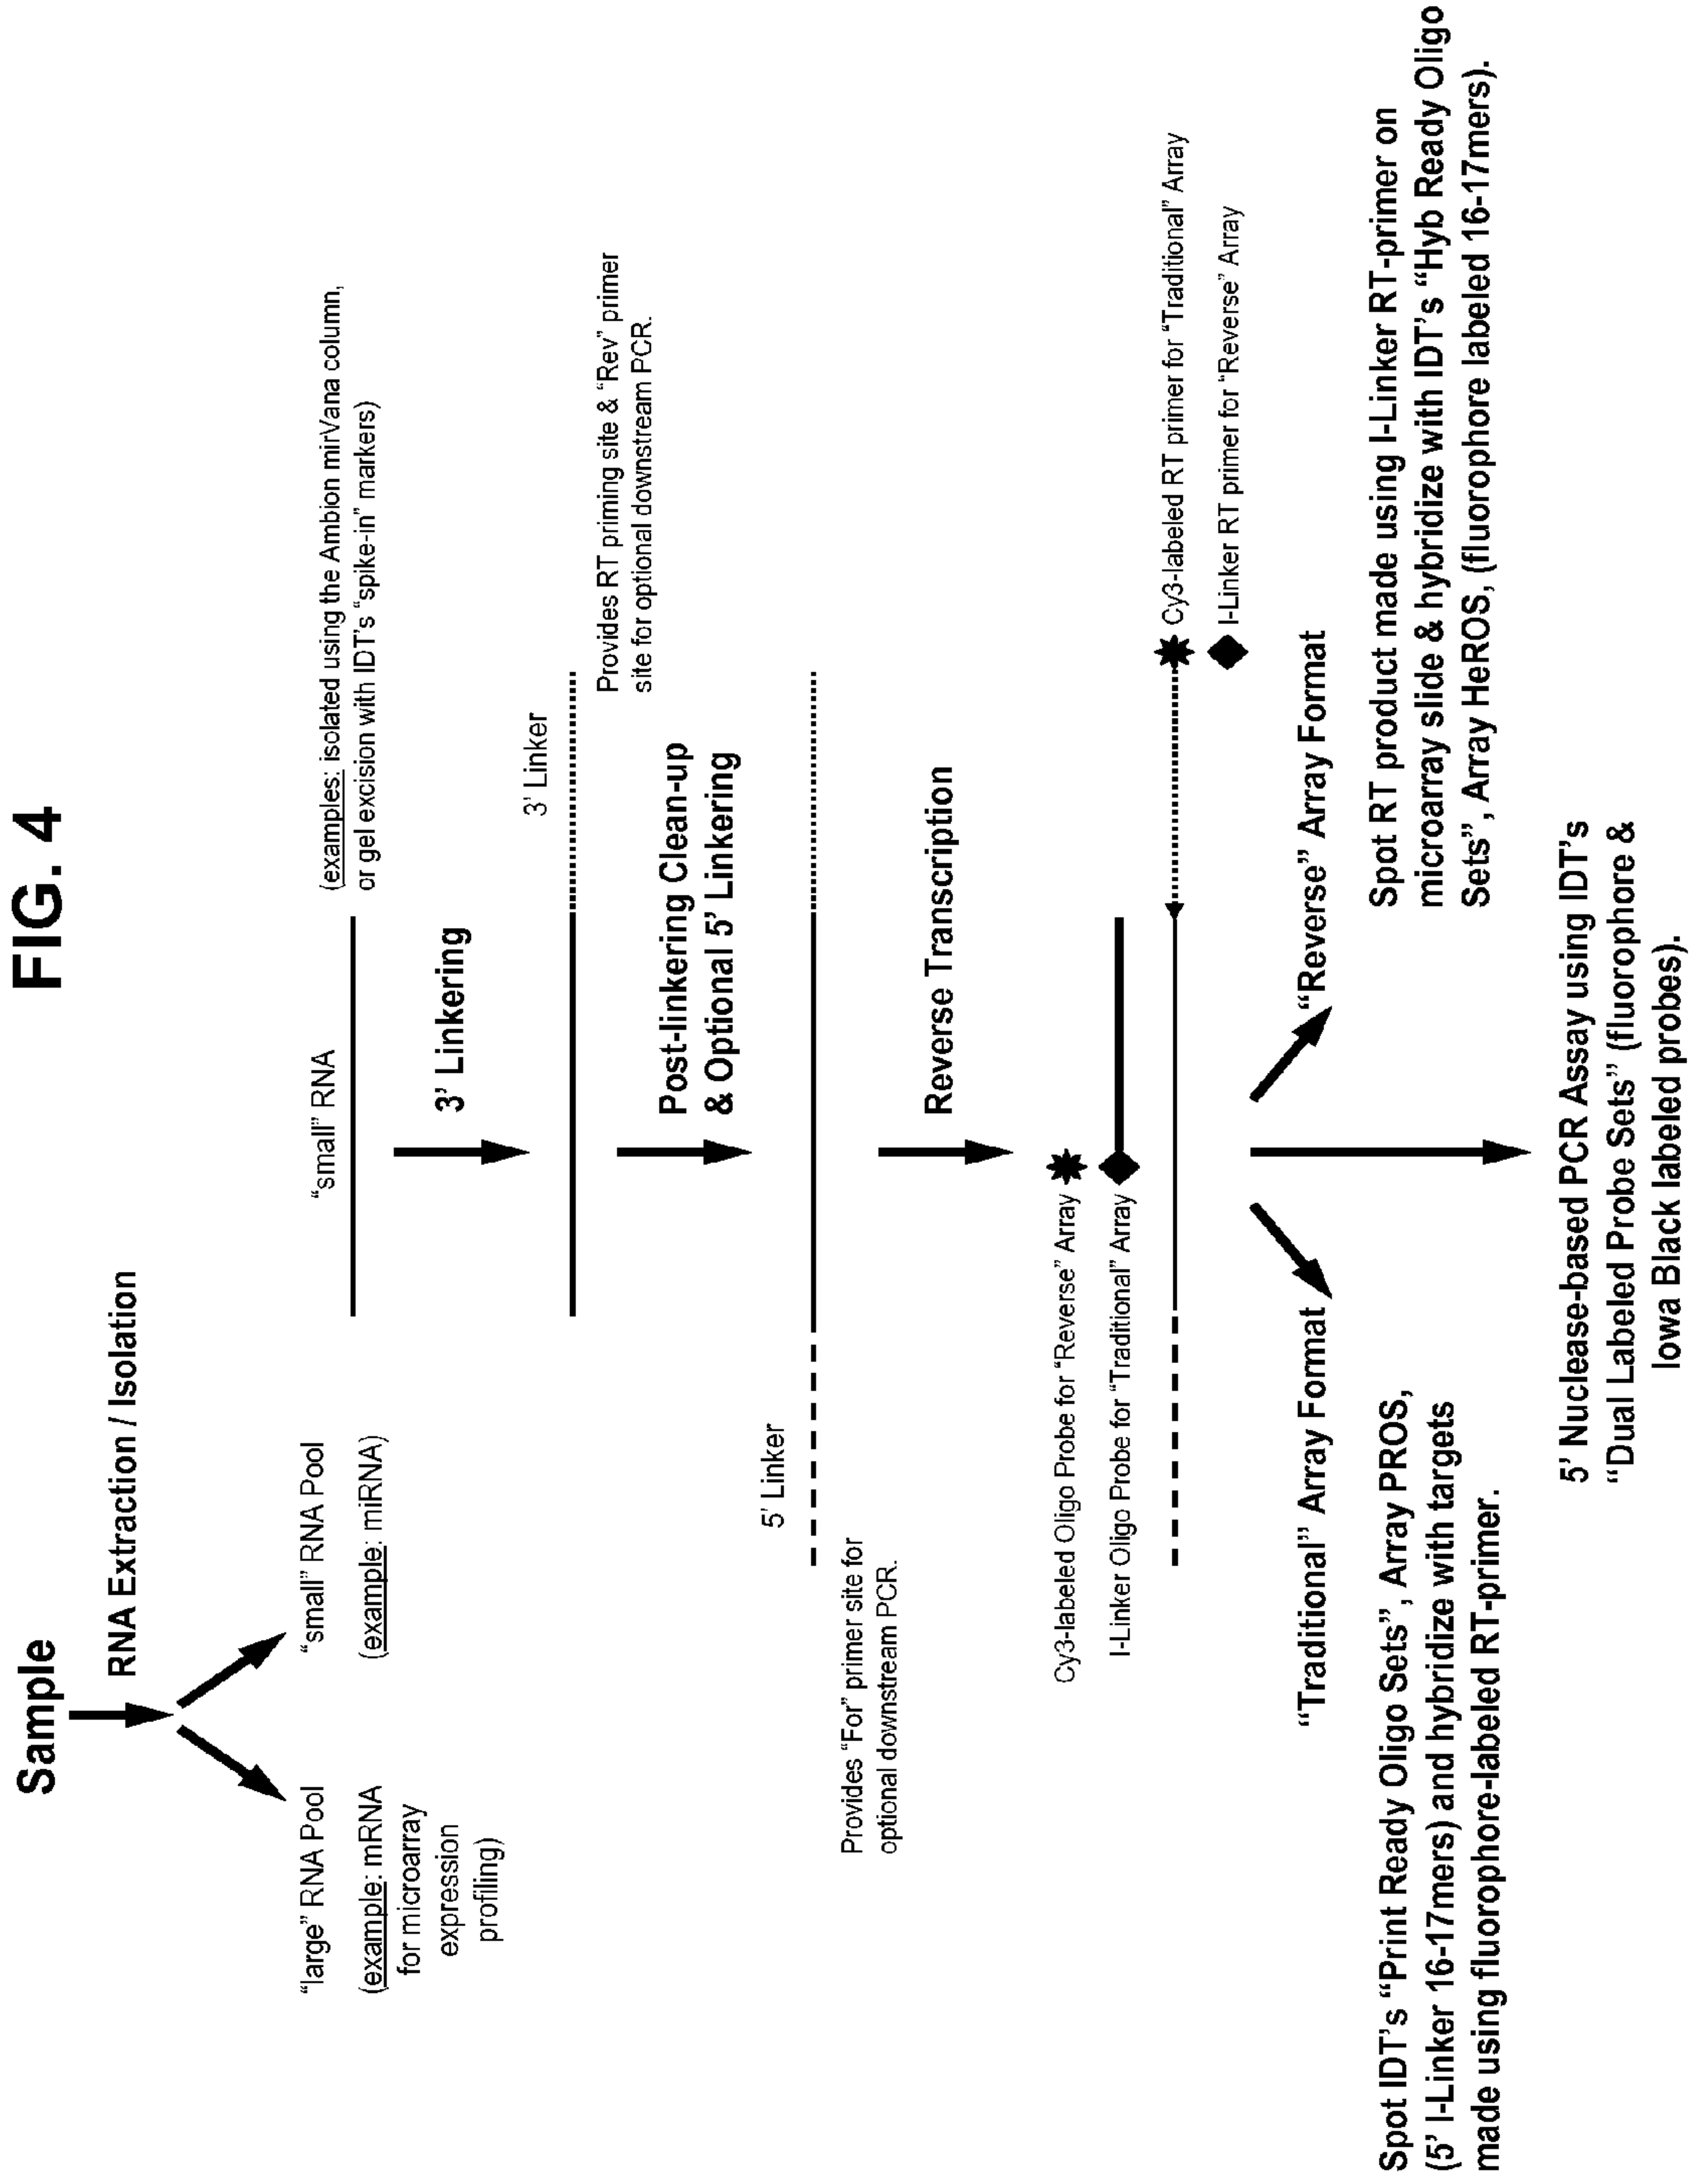 FIG. 4
Sample
RNA Extraction / Isolation
“large” RNA Pool
(example: mRNA
for microarray
expression
profiling)
“small” RNA Pool
(example: miRNA)
“small” RNA
(examples: isolated using the Ambion mirVana column,
or gel excision with IDT's “spike-in” markers)
3’ Linkering
3’ Linker
Provides RT priming site & “Rev” primer
site for optional downstream PCR.
Post-linkering Clean-up
& Optional 5’ Linkering
5’ Linker
Provides “For” primer site for
optional downstream PCR.
Reverse Transcription
Cy3-labeled Oligo Probe for “Reverse” Array
I-Linker Oligo Probe for “Traditional” Array
Cy3-labeled RT primer for “Traditional” Array
I-Linker RT primer for “Reverse” Array
“Traditional” Array Format
Spot IDT’s “Print Ready Oligo Sets”, Array PROS,
(5’ I-Linker 16-17mers) and hybridize with targets
made using fluorophore-labeled RT-primer.
“Reverse” Array Format
Spot RT product made using I-Linker RT-primer on
microarray slide & hybridize with IDT’s “Hyb Ready Oligo
Sets”, Array HeROS, (fluorophore labeled 16-17mers).
5’ Nuclease-based PCR Assay using IDT’s
“Dual Labeled Probe Sets” (fluorophore &
Iowa Black labeled probes).